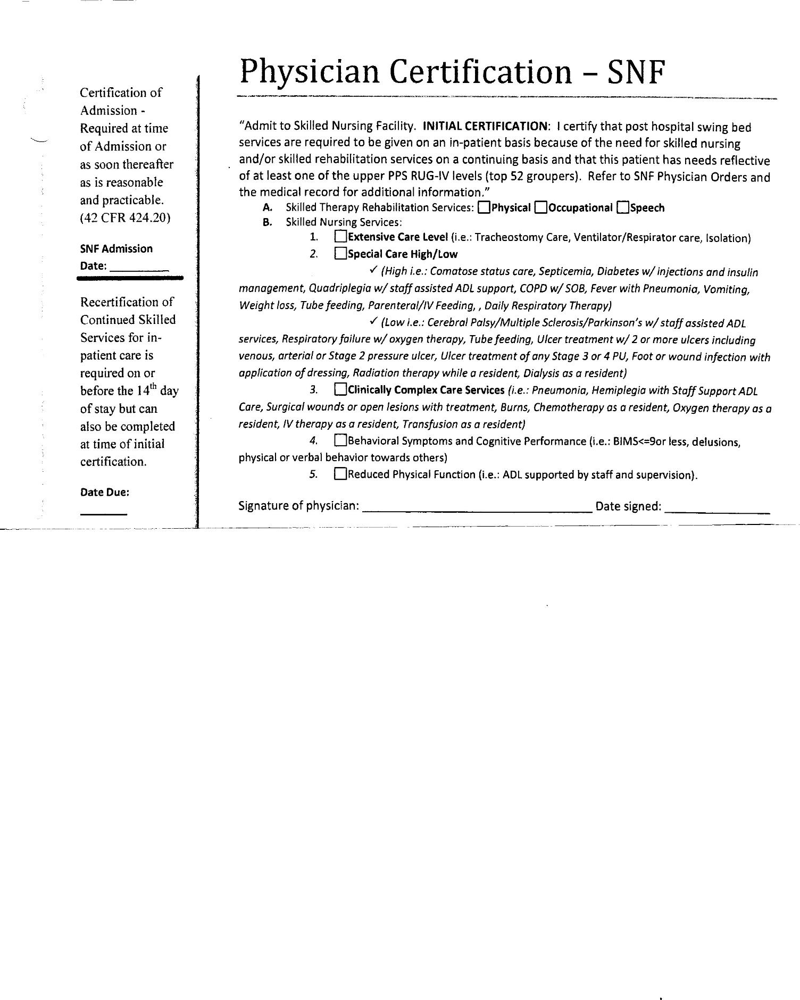 Physician Certification – SNF
Certification of
Admission -
Required at time
of Admission or
as soon thereafter
as is reasonable
and practicable.
(42 CFR 424.20)
SNF Admission
Date: __________
Recertification of
Continued Skilled
Services for in-
patient care is
required on or
before the 14th day
of stay but can
also be completed
at time of initial
certification.
Date Due:
________
"Admit to Skilled Nursing Facility. INITIAL CERTIFICATION: I certify that post hospital swing bed
services are required to be given on an in-patient basis because of the need for skilled nursing
and/or skilled rehabilitation services on a continuing basis and that this patient has needs reflective
of at least one of the upper PPS RUG-IV levels (top 52 groupers). Refer to SNF Physician Orders and
the medical record for additional information."
A. Skilled Therapy Rehabilitation Services: ☐Physical ☐Occupational ☐Speech
B. Skilled Nursing Services:
1. ☐Extensive Care Level (i.e.: Tracheostomy Care, Ventilator/Respirator care, Isolation)
2. ☐Special Care High/Low
✓ (High i.e.: Comatose status care, Septicemia, Diabetes w/ injections and insulin
management, Quadriplegia w/ staff assisted ADL support, COPD w/ SOB, Fever with Pneumonia, Vomiting,
Weight loss, Tube feeding, Parenteral/IV Feeding, , Daily Respiratory Therapy)
✓ (Low i.e.: Cerebral Palsy/Multiple Sclerosis/Parkinson's w/ staff assisted ADL
services, Respiratory failure w/ oxygen therapy, Tube feeding, Ulcer treatment w/ 2 or more ulcers including
venous, arterial or Stage 2 pressure ulcer, Ulcer treatment of any Stage 3 or 4 PU, Foot or wound infection with
application of dressing, Radiation therapy while a resident, Dialysis as a resident)
3. ☐Clinically Complex Care Services (i.e.: Pneumonia, Hemiplegia with Staff Support ADL
Care, Surgical wounds or open lesions with treatment, Burns, Chemotherapy as a resident, Oxygen therapy as a
resident, IV therapy as a resident, Transfusion as a resident)
4. ☐Behavioral Symptoms and Cognitive Performance (i.e.: BIMS<=9or less, delusions,
physical or verbal behavior towards others)
5. ☐Reduced Physical Function (i.e.: ADL supported by staff and supervision).
Signature of physician: ____________________ Date signed: __________